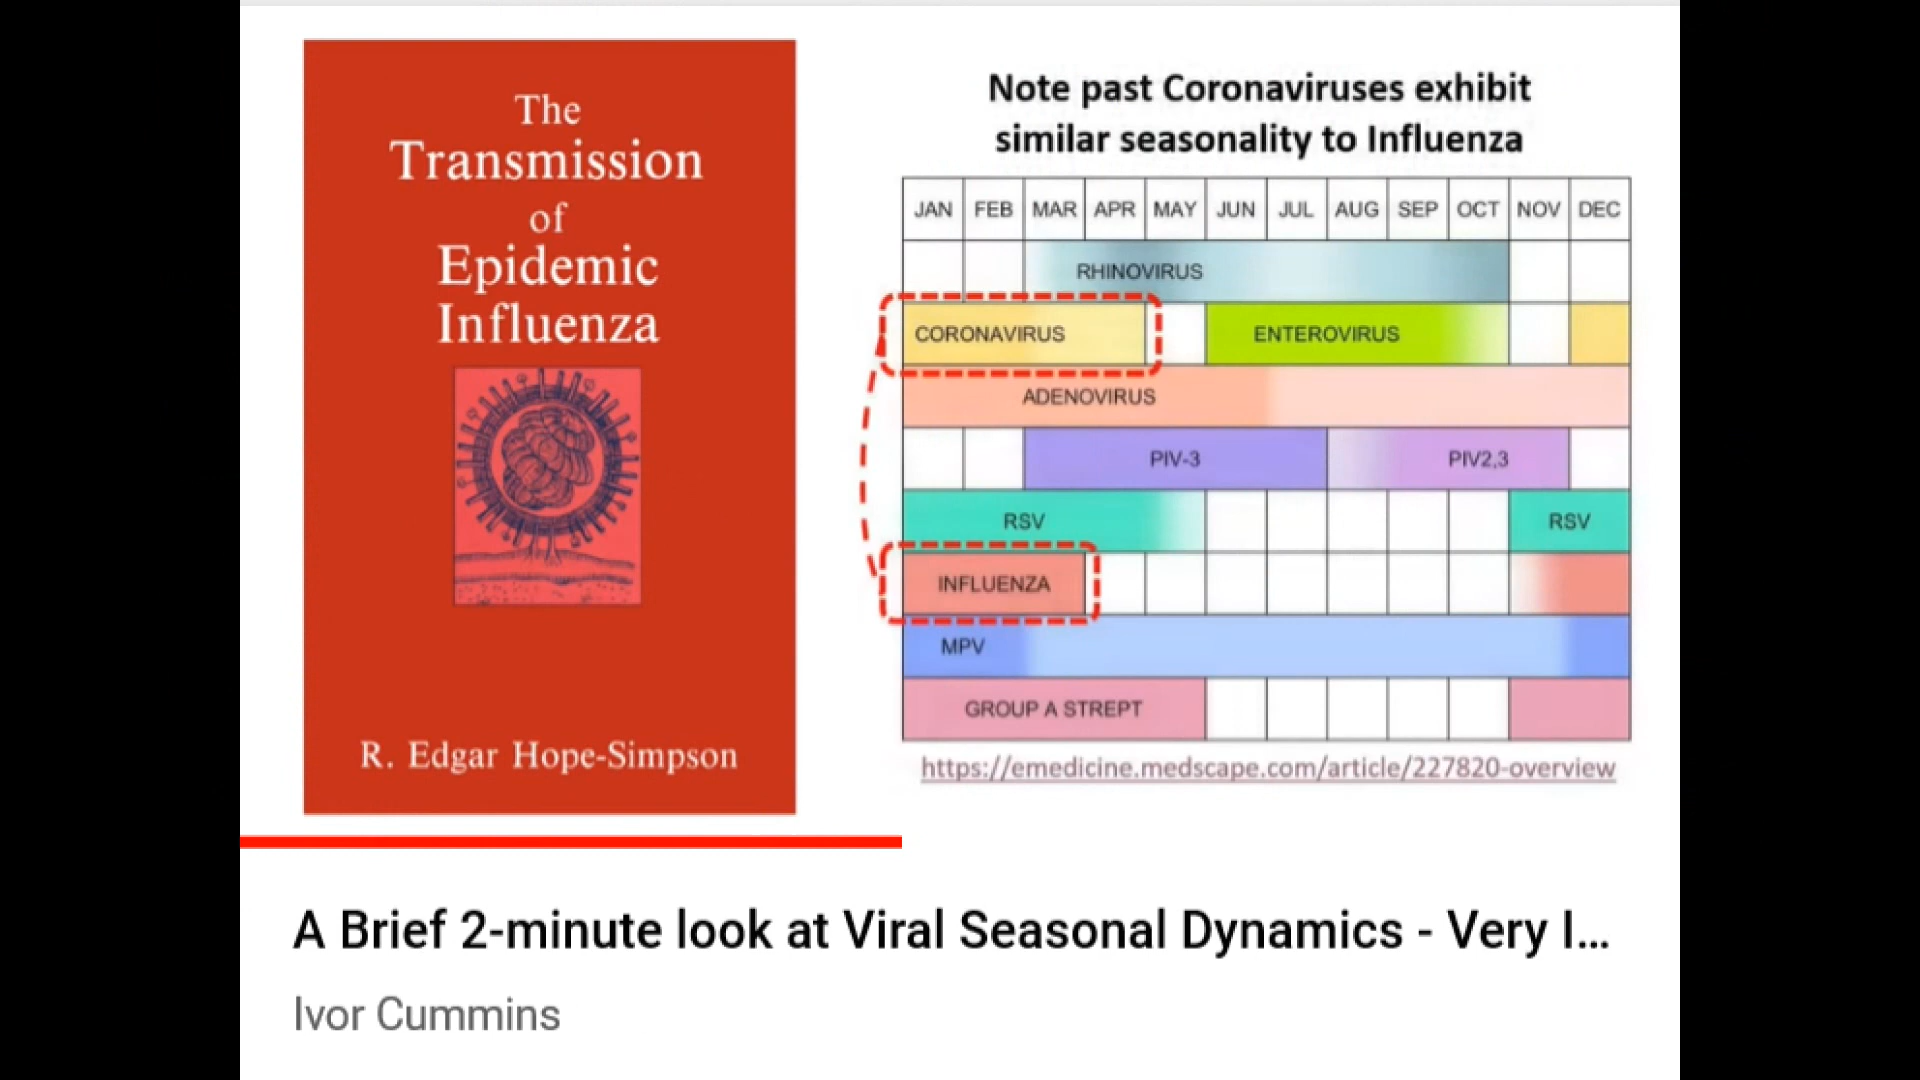 The
Transmission
of
Epidemic
Influenza
R. Edgar Hope-Simpson
Note past Coronaviruses exhibit
similar seasonality to Influenza
JAN FEB MAR APR MAY JUN JUL AUG SEP OCT NOV DEC
RHINOVIRUS
CORONAVIRUS ENTEROVIRUS
ADENOVIRUS
PIV-3 PIV2,3
RSV RSV
INFLUENZA
MPV
GROUP A STREPT
https://emedicine.medscape.com/article/227820-overview
A Brief 2-minute look at Viral Seasonal Dynamics - Very I...
Ivor Cummins